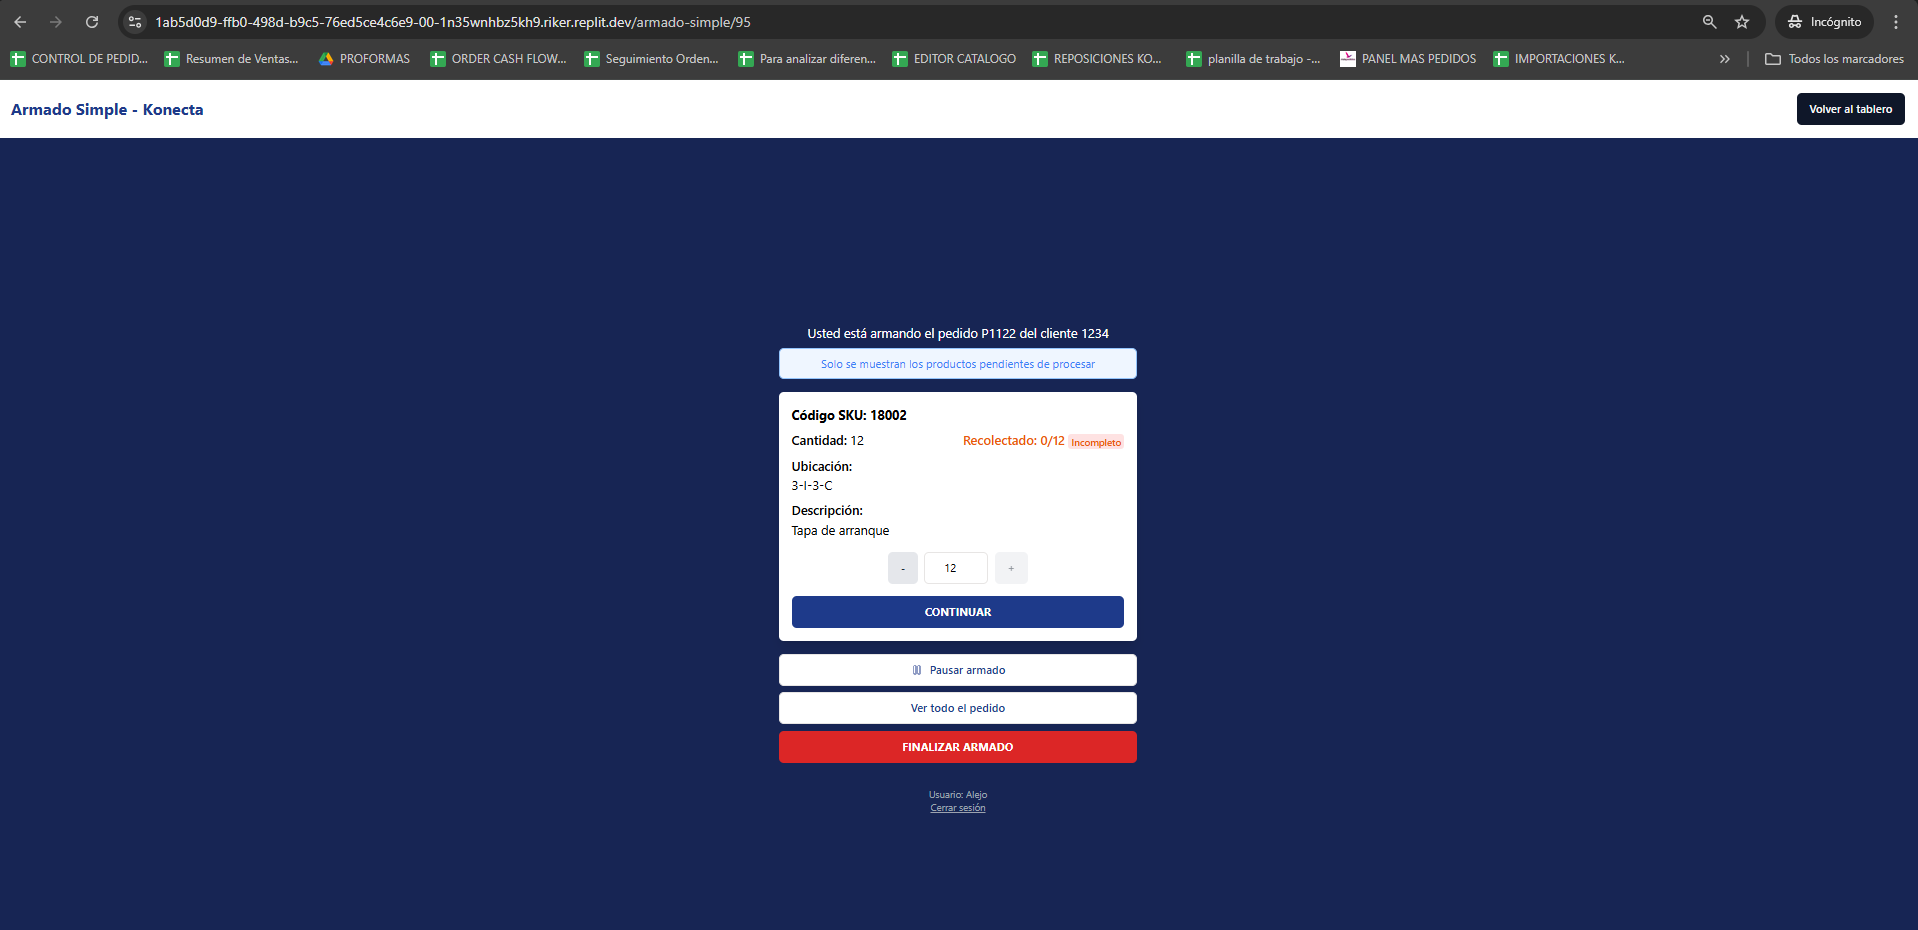 1ab5d0d9-ffb0-498d-b9c5-76ed5ce4c6e9-00-1n35wnhbz5kh9.riker.replit.dev/armado-simple/95
Incógnito
CONTROL DE PEDID... Resumen de Ventas... PROFORMAS ORDER CASH FLOW... Seguimiento Orden... Para analizar diferen... EDITOR CATALOGO REPOSICIONES KO... planilla de trabajo -... PANEL MAS PEDIDOS IMPORTACIONES K... » Todos los marcadores
Armado Simple - Konecta
Volver al tablero
Usted está armando el pedido P1122 del cliente 1234
Solo se muestran los productos pendientes de procesar
Código SKU: 18002
Cantidad: 12 Recolectado: 0/12 Incompleto
Ubicación:
3-I-3-C
Descripción:
Tapa de arranque
- 12 +
CONTINUAR
Pausar armado
Ver todo el pedido
FINALIZAR ARMADO
Usuario: Alejo
Cerrar sesión